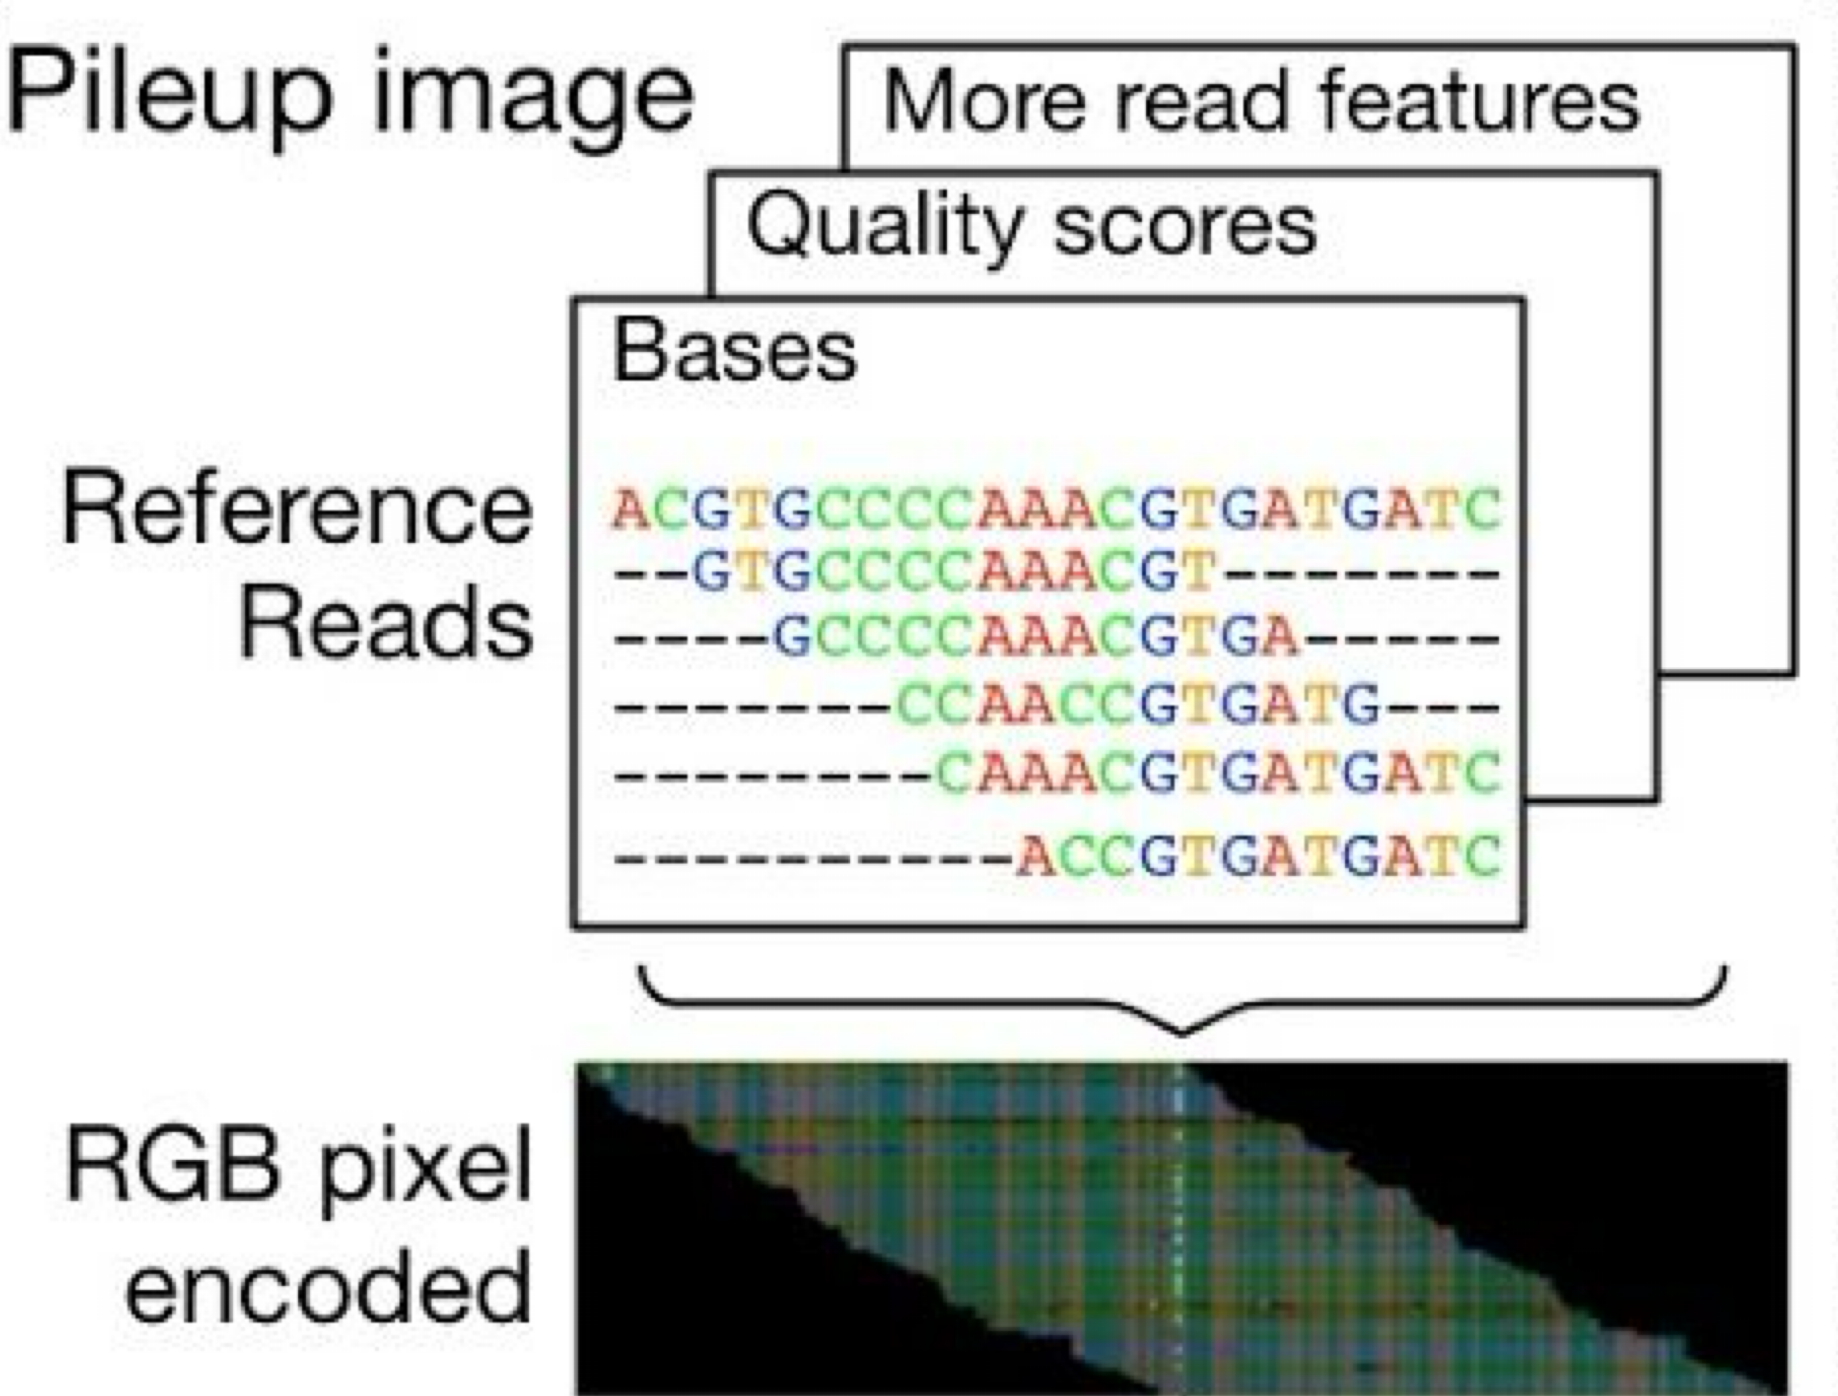 Pileup image
More read features
Quality scores
Bases
Reference
ACGTGCCCCAAACGTGATGATC
Reads
--GTGCCCCAAACGT-------
----GCCCCAAACGTGA-----
-------CCAACCGTGATG---
--------CAAACGTGATGATC
----------ACCGTGATGATC
RGB pixel
encoded